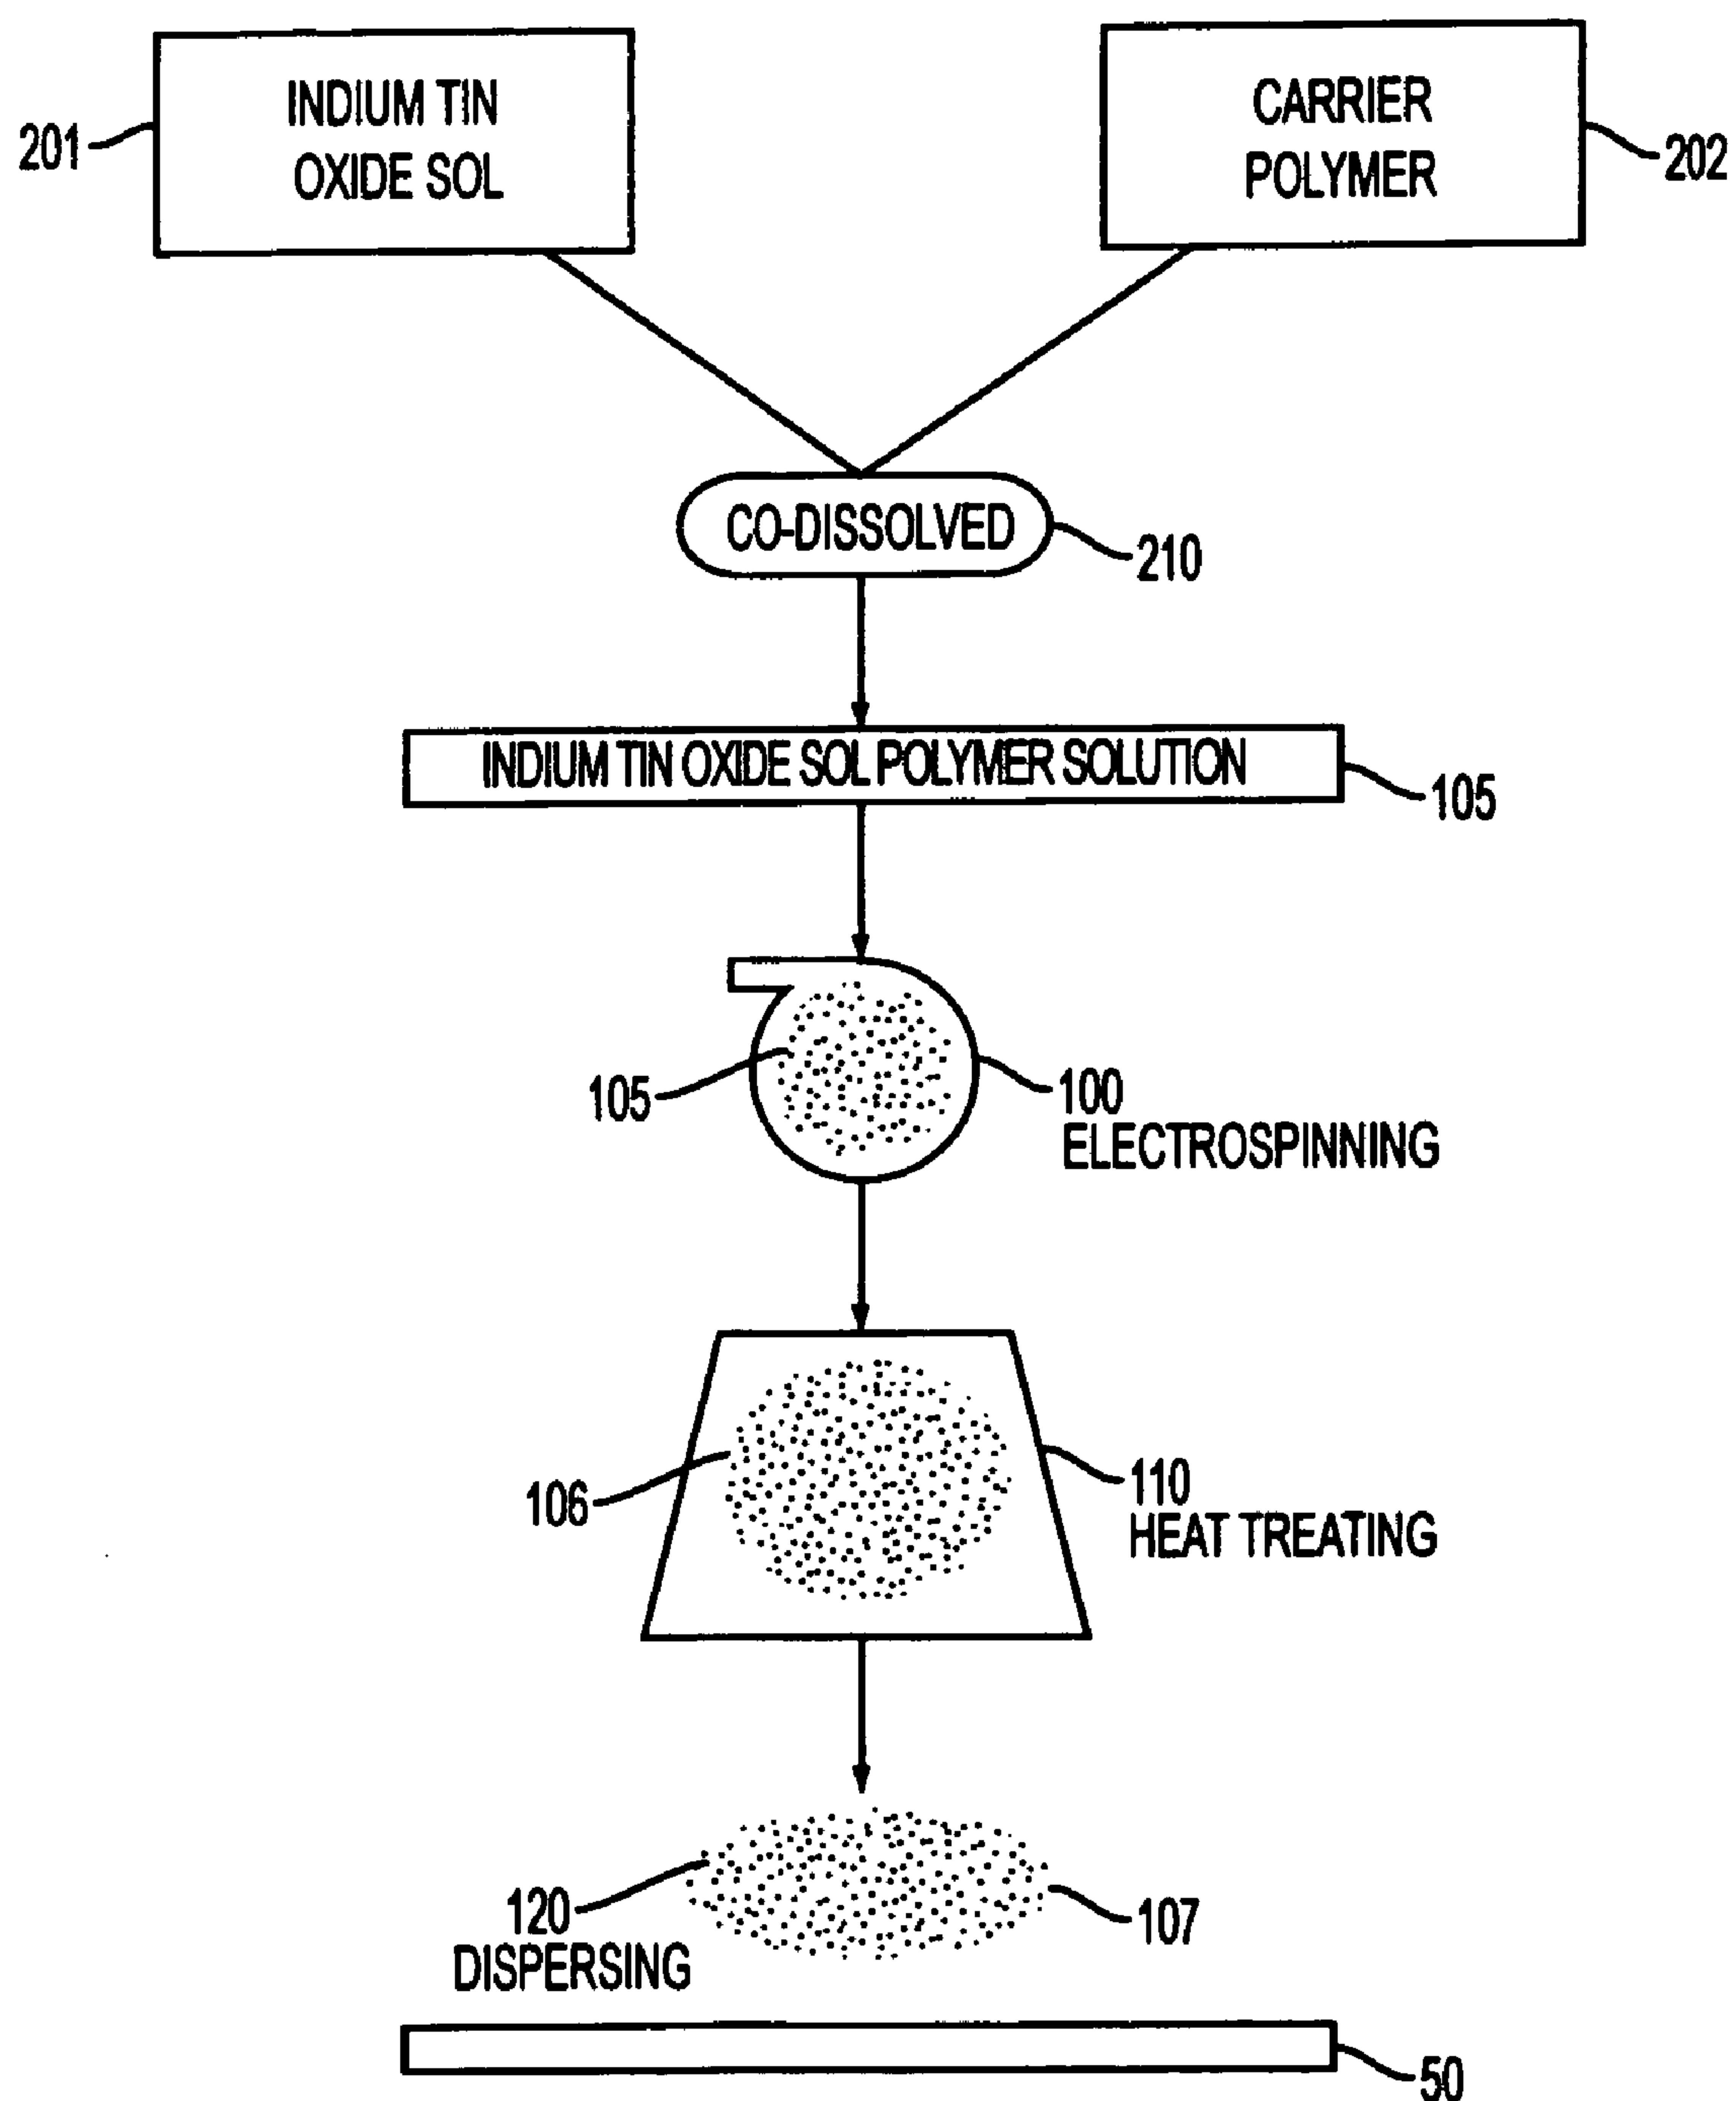 INDIUM TIN
OXIDE SOL
201
CARRIER
POLYMER
202
CO-DISSOLVED
210
INDIUM TIN OXIDE SOL POLYMER SOLUTION
105
105
100
ELECTROSPINNING
106
110
HEAT TREATING
120
DISPERSING
107
50